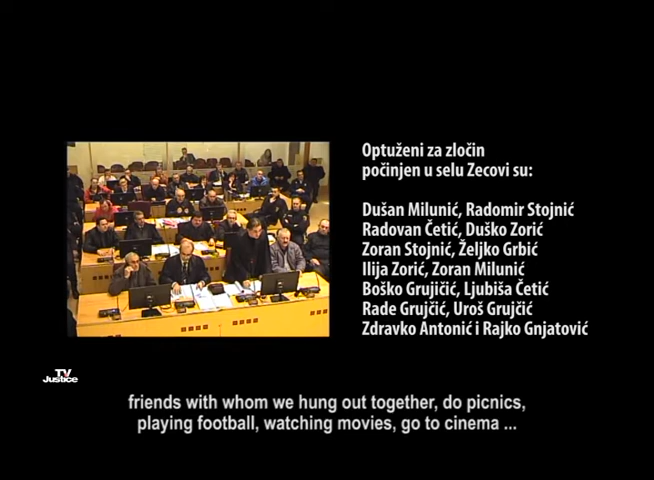 Optuženi za zločin
počinjen u selu Zecovi su:
Dušan Milunić, Radomir Stojnić
Radovan Četić, Duško Zorić
Zoran Stojnić, Željko Grbić
Ilija Zorić, Zoran Milunić
Boško Grujičić, Ljubiša Četić
Rade Grujčić, Uroš Grujčić
Zdravko Antonić i Rajko Gnjatović
TV
Justice
friends with whom we hung out together, do picnics,
playing football, watching movies, go to cinema ...